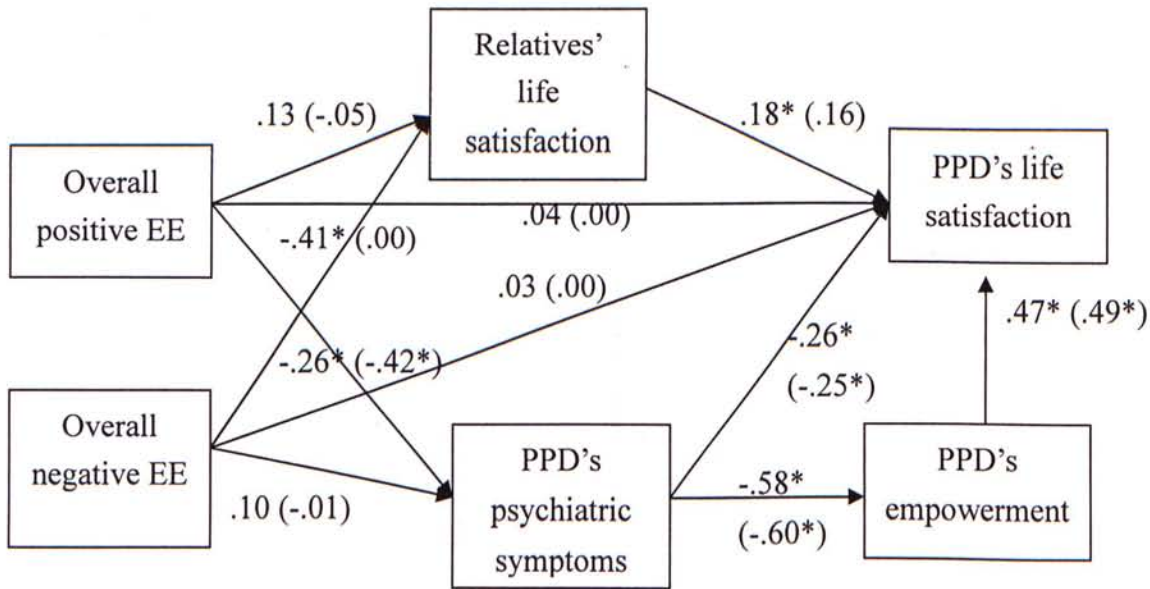 Relatives'
life
satisfaction
.13 (-.05)
.18* (.16)
Overall
positive EE
PPD's life
satisfaction
.04 (.00)
-.41* (.00)
.03 (.00)
.47* (.49*)
-.26*
(-.25*)
-.26* (-.42*)
Overall
negative EE
PPD's
psychiatric
symptoms
PPD's
empowerment
-.58*
(-.60*)
.10 (-.01)